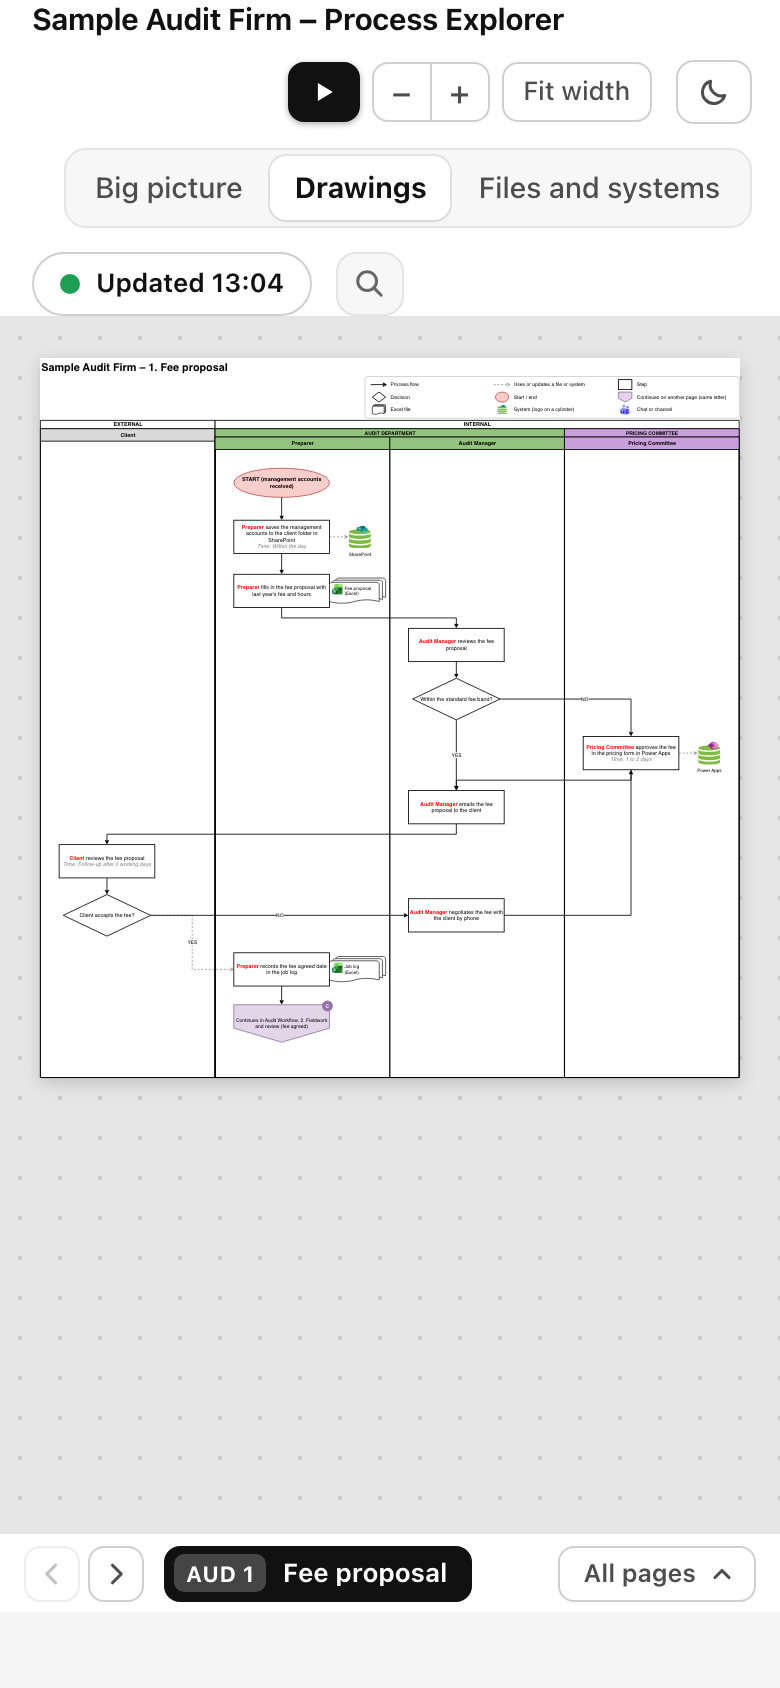 Sample Audit Firm – Process Explorer
Fit width
Big picture
Drawings
Files and systems
Updated 13:04
Sample Audit Firm – 1. Fee proposal
Process flow
Uses or updates a file or system
Step
Decision
Start / end
Continues on another page (same letter)
Excel file
System (logo on a cylinder)
Chat or channel
EXTERNAL
INTERNAL
Client
AUDIT DEPARTMENT
PRICING COMMITTEE
Preparer
Audit Manager
Pricing Committee
START (management accounts
received)
Preparer saves the management
accounts to the client folder in
SharePoint
Time: Within the day
SharePoint
Preparer fills in the fee proposal with
last year's fee and hours
Fee proposal
(Excel)
Audit Manager reviews the fee
proposal
Within the standard fee band?
NO
YES
Pricing Committee approves the fee
in the pricing form in Power Apps
Time: 1 to 2 days
Power Apps
Audit Manager emails the fee
proposal to the client
Client reviews the fee proposal
Time: Follow-up after 3 working days
Client accepts the fee?
NO
YES
Audit Manager negotiates the fee with
the client by phone
Preparer records the fee agreed date
in the job log
Job log
(Excel)
Continues in Audit Workflow, 2. Fieldwork
and review (fee agreed)
AUD 1
Fee proposal
All pages